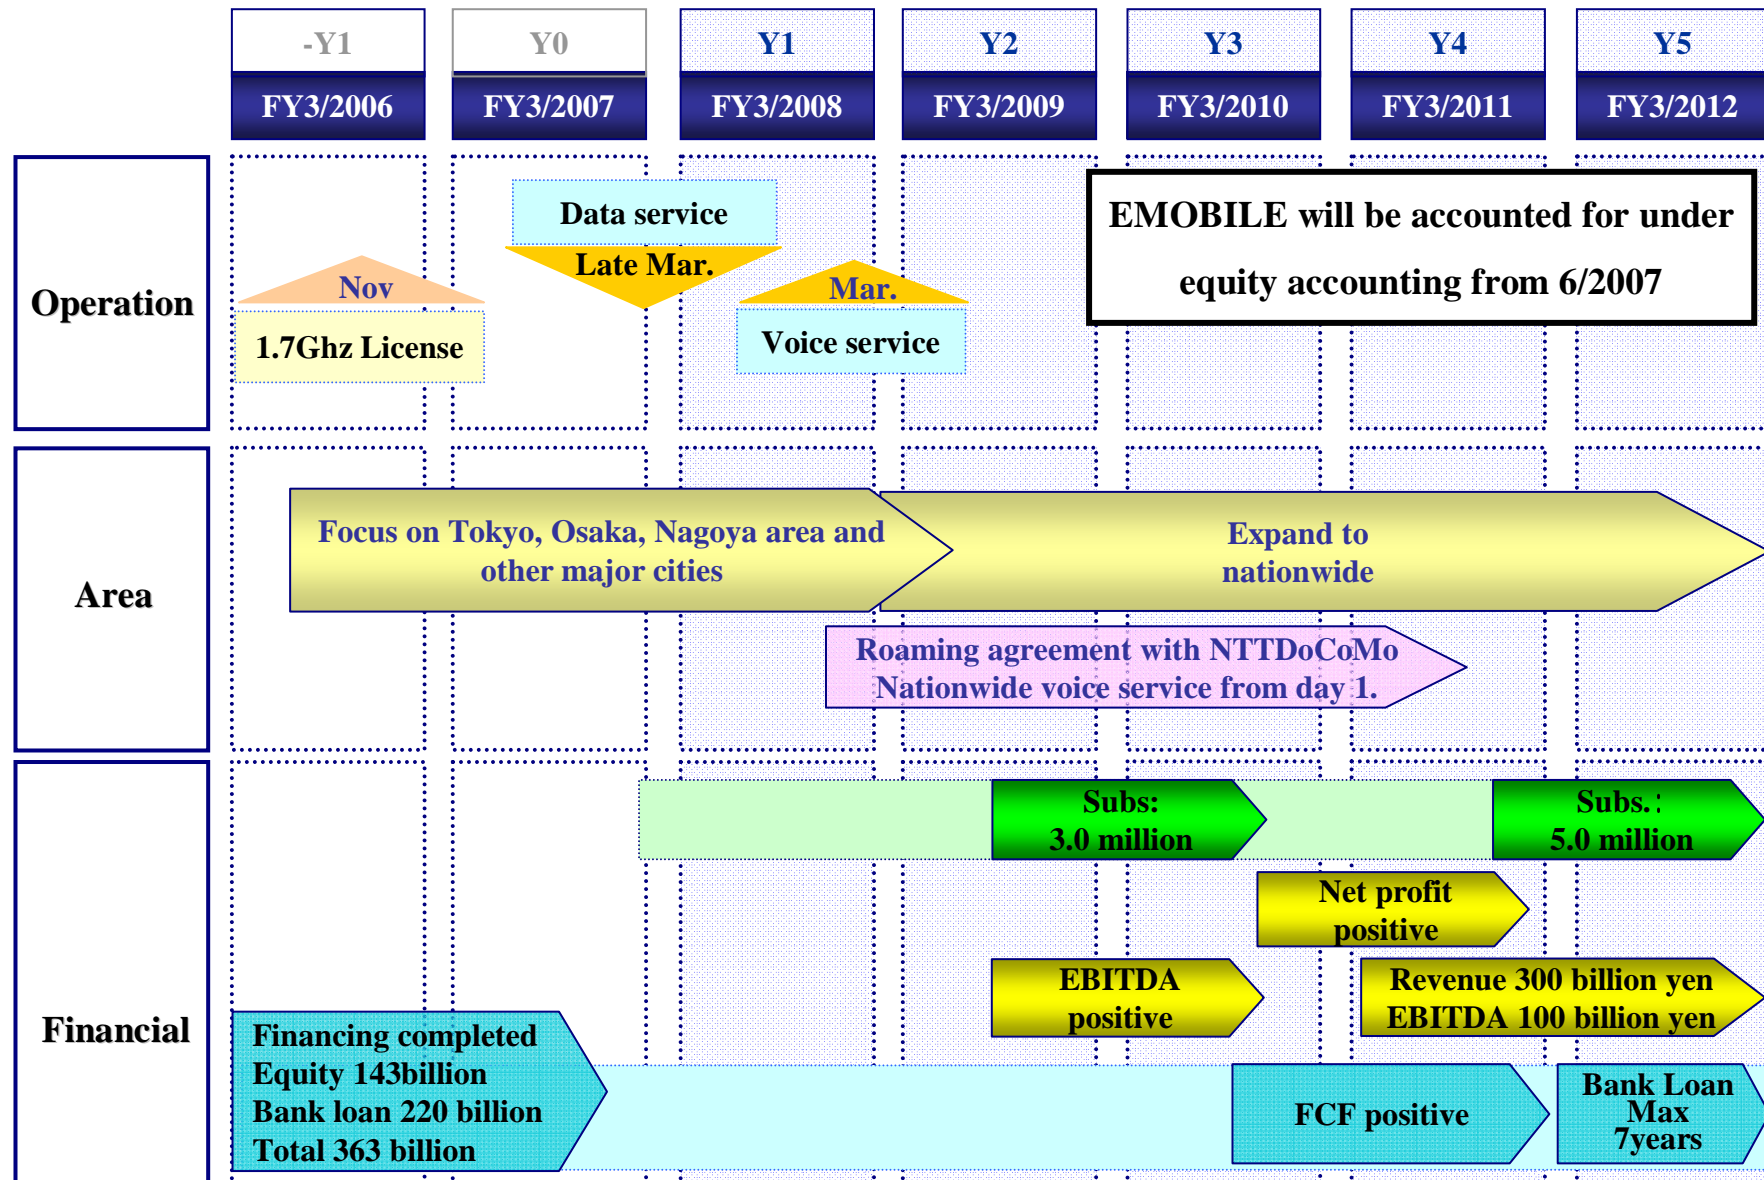 -Y1
Y0
Y1
Y2
Y3
Y4
Y5
FY3/2006
FY3/2007
FY3/2008
FY3/2009
FY3/2010
FY3/2011
FY3/2012
Operation
Data service
Late Mar.
Nov
1.7Ghz License
Mar.
Voice service
EMOBILE will be accounted for under
equity accounting from 6/2007
Area
Focus on Tokyo, Osaka, Nagoya area and
other major cities
Expand to
nationwide
Roaming agreement with NTTDoCoMo
Nationwide voice service from day 1.
Financial
Subs:
3.0 million
Subs.:
5.0 million
Net profit
positive
EBITDA
positive
Revenue 300 billion yen
EBITDA 100 billion yen
Financing completed
Equity 143billion
Bank loan 220 billion
Total 363 billion
FCF positive
Bank Loan
Max
7years